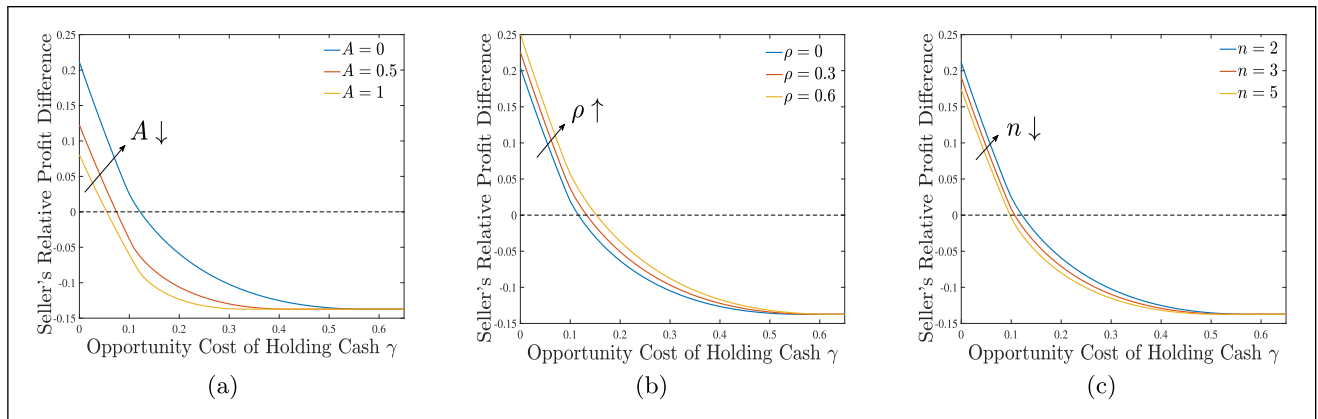 0.25
0.2
0.15
0.1
0.05
0
-0.05
-0.1
-0.15
0 0.1 0.2 0.3 0.4 0.5 0.6
Seller's Relative Profit Difference
Opportunity Cost of Holding Cash γ
A = 0
A = 0.5
A = 1
A ↓
(a)
0.25
0.2
0.15
0.1
0.05
0
-0.05
-0.1
-0.15
0 0.1 0.2 0.3 0.4 0.5 0.6
Seller's Relative Profit Difference
Opportunity Cost of Holding Cash γ
ρ = 0
ρ = 0.3
ρ = 0.6
ρ ↑
(b)
0.25
0.2
0.15
0.1
0.05
0
-0.05
-0.1
-0.15
0 0.1 0.2 0.3 0.4 0.5 0.6
Seller's Relative Profit Difference
Opportunity Cost of Holding Cash γ
n = 2
n = 3
n = 5
n ↓
(c)